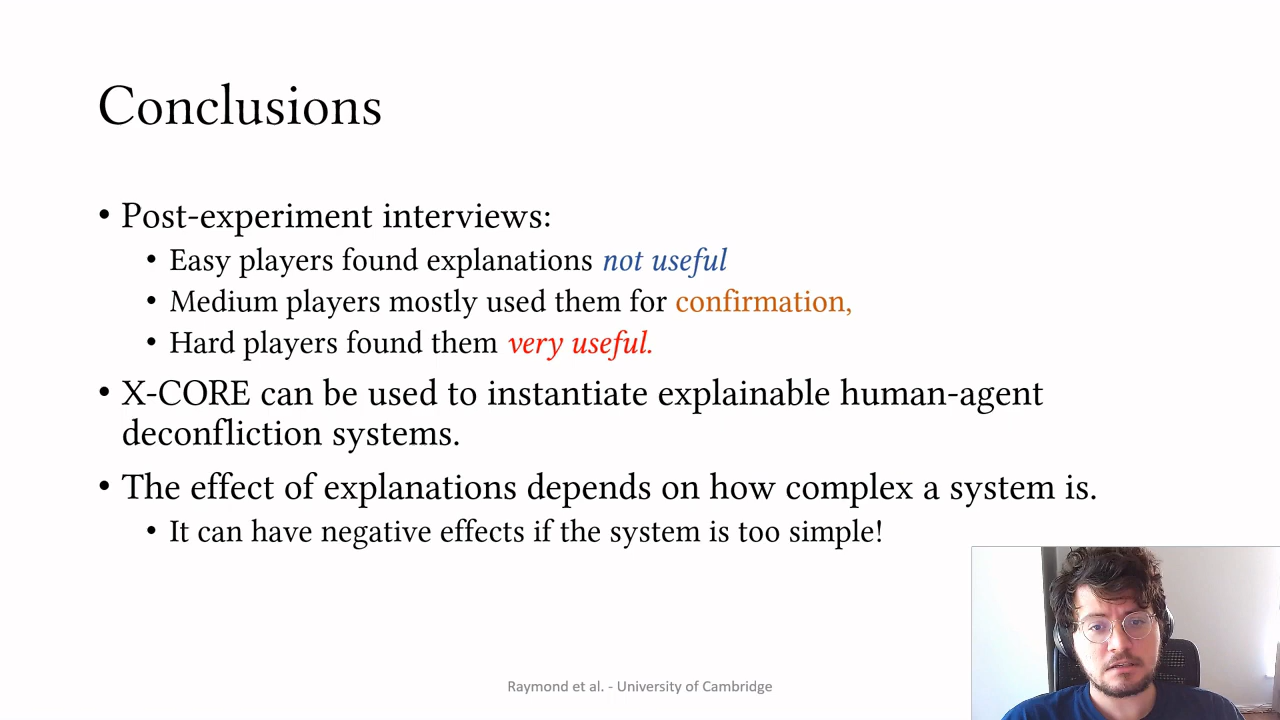 Conclusions
• Post-experiment interviews:
• Easy players found explanations not useful
• Medium players mostly used them for confirmation,
• Hard players found them very useful.
• X-CORE can be used to instantiate explainable human-agent
deconfliction systems.
• The effect of explanations depends on how complex a system is.
• It can have negative effects if the system is too simple!
Raymond et al. - University of Cambridge